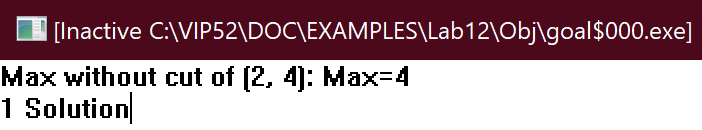 [Inactive C:\VIP52\DOC\EXAMPLES\Lab12\Obj\goal$000.exe]
Max without cut of (2, 4): Max=4
1 Solution